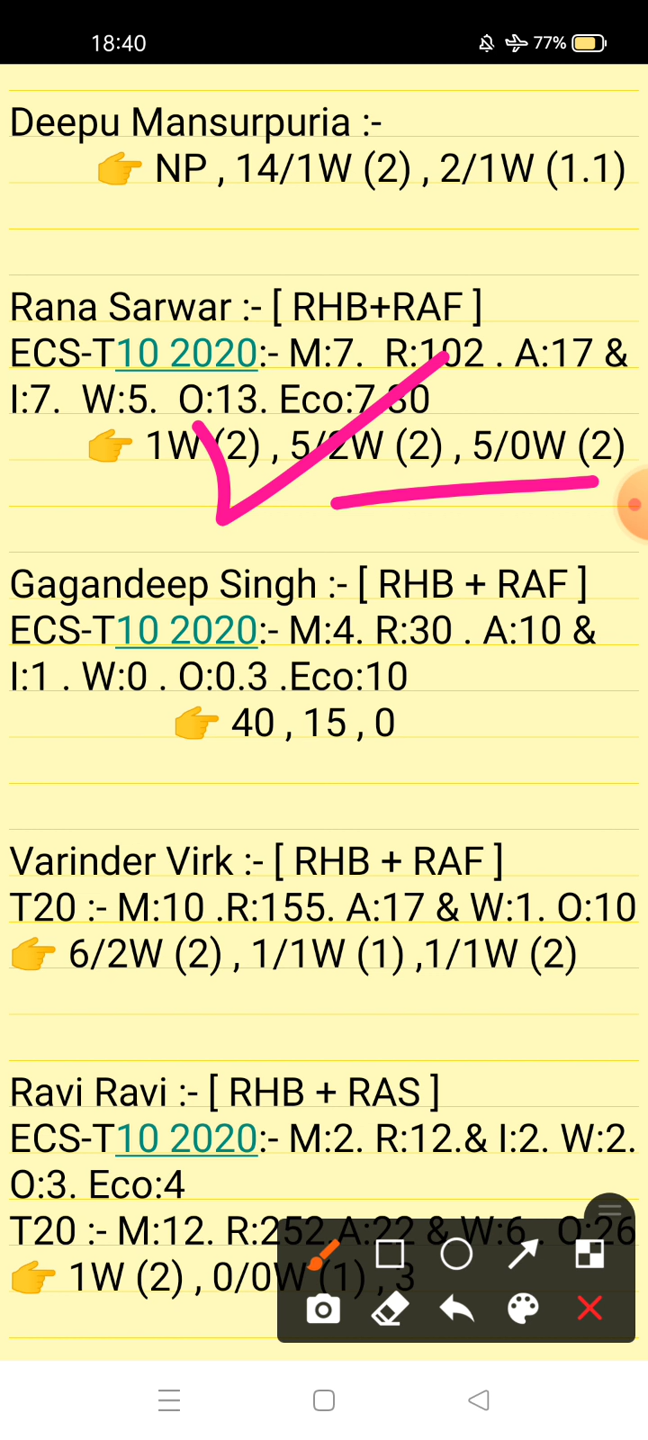 18:40
77%
Deepu Mansurpuria :-
👉 NP , 14/1W (2) , 2/1W (1.1)
Rana Sarwar :- [ RHB+RAF ]
ECS-T10 2020:- M:7. R:102 . A:17 &
I:7. W:5. O:13. Eco:7.30
👉 1W (2) , 5/2W (2) , 5/0W (2)
Gagandeep Singh :- [ RHB + RAF ]
ECS-T10 2020:- M:4. R:30 . A:10 &
I:1 . W:0 . O:0.3 .Eco:10
👉 40 , 15 , 0
Varinder Virk :- [ RHB + RAF ]
T20 :- M:10 .R:155. A:17 & W:1. O:10
👉 6/2W (2) , 1/1W (1) ,1/1W (2)
Ravi Ravi :- [ RHB + RAS ]
ECS-T10 2020:- M:2. R:12.& I:2. W:2.
O:3. Eco:4
T20 :- M:12. R:252.A:22 & W:6 . O:26
👉 1W (2) , 0/0W (1) , 3